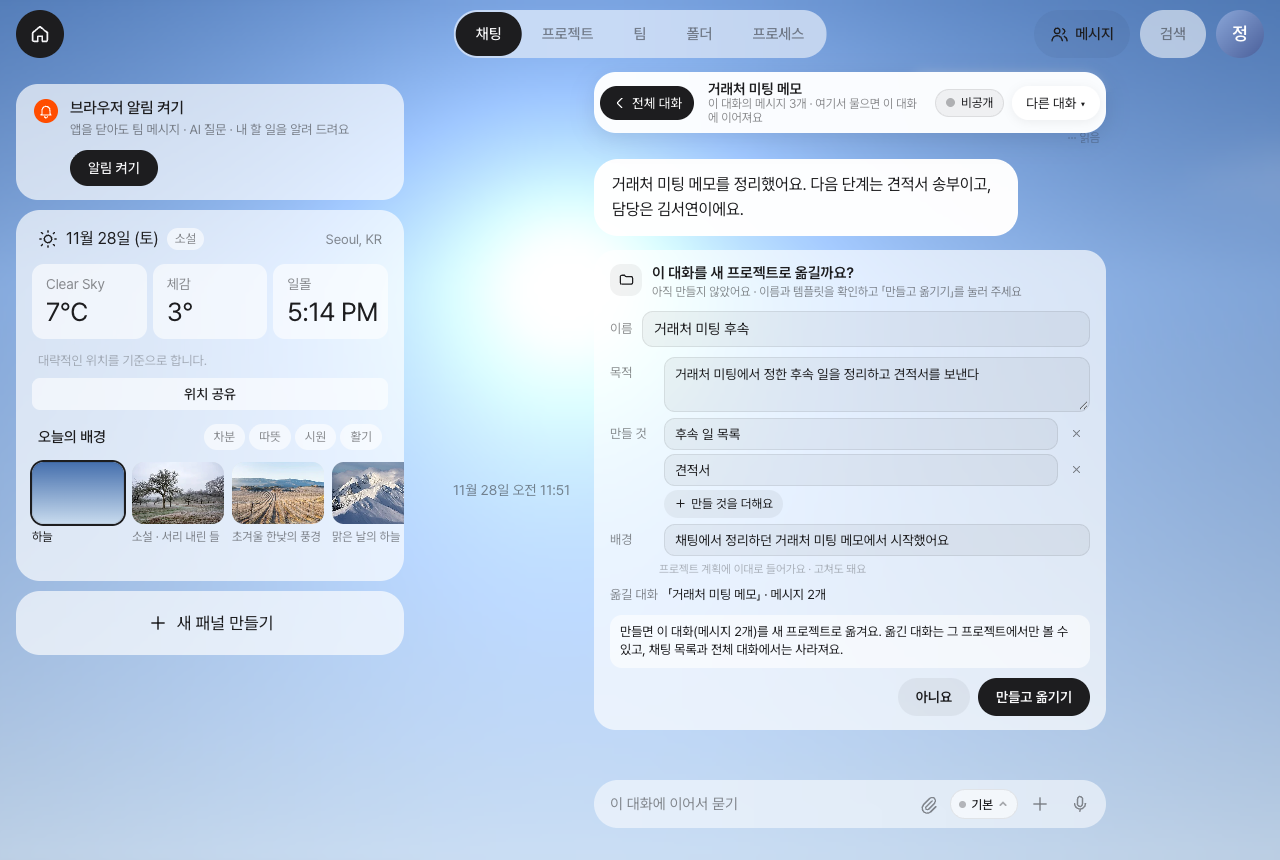 채팅
프로젝트
팀
폴더
프로세스
메시지
검색
정
브라우저 알림 켜기
앱을 닫아도 팀 메시지 · AI 질문 · 내 할 일을 알려 드려요
알림 켜기
11월 28일 (토)
소설
Seoul, KR
Clear Sky
7°C
체감
3°
일몰
5:14 PM
대략적인 위치를 기준으로 합니다.
위치 공유
오늘의 배경
차분
따뜻
시원
활기
하늘
소설 · 서리 내린 들
초겨울 한낮의 풍경
맑은 날의 하늘
+ 새 패널 만들기
11월 28일 오전 11:51
전체 대화
거래처 미팅 메모
이 대화의 메시지 3개 · 여기서 물으면 이 대화
에 이어져요
비공개
다른 대화 ▾
— 읽음
거래처 미팅 메모를 정리했어요. 다음 단계는 견적서 송부이고,
담당은 김서연이에요.
이 대화를 새 프로젝트로 옮길까요?
아직 만들지 않았어요 · 이름과 템플릿을 확인하고 「만들고 옮기기」를 눌러 주세요
이름
거래처 미팅 후속
목적
거래처 미팅에서 정한 후속 일을 정리하고 견적서를 보낸다
만들 것
후속 일 목록
견적서
+ 만들 것을 더해요
배경
채팅에서 정리하던 거래처 미팅 메모에서 시작했어요
프로젝트 계획에 이대로 들어가요 · 고쳐도 돼요
옮길 대화 「거래처 미팅 메모」 · 메시지 2개
만들면 이 대화(메시지 2개)를 새 프로젝트로 옮겨요. 옮긴 대화는 그 프로젝트에서만 볼 수
있고, 채팅 목록과 전체 대화에서는 사라져요.
아니요
만들고 옮기기
이 대화에 이어서 묻기
기본